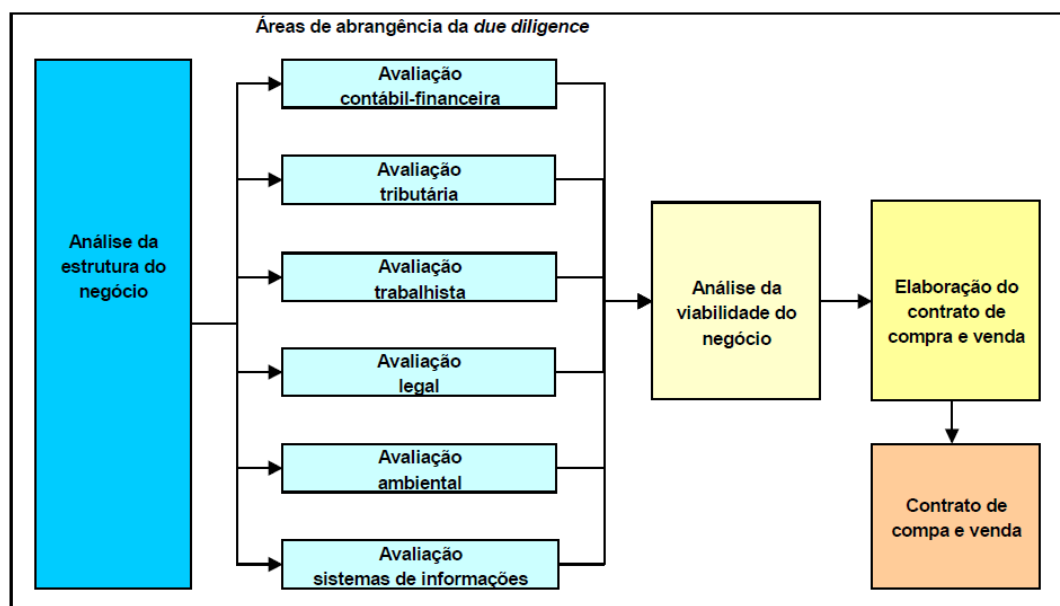 Áreas de abrangência da due diligence
Análise da
estrutura do
negócio
Avaliação
contábil-financeira
Avaliação
tributária
Avaliação
trabalhista
Avaliação
legal
Avaliação
ambiental
Avaliação
sistemas de informações
Análise da
viabilidade do
negócio
Elaboração do
contrato de
compra e venda
Contrato de
compa e venda